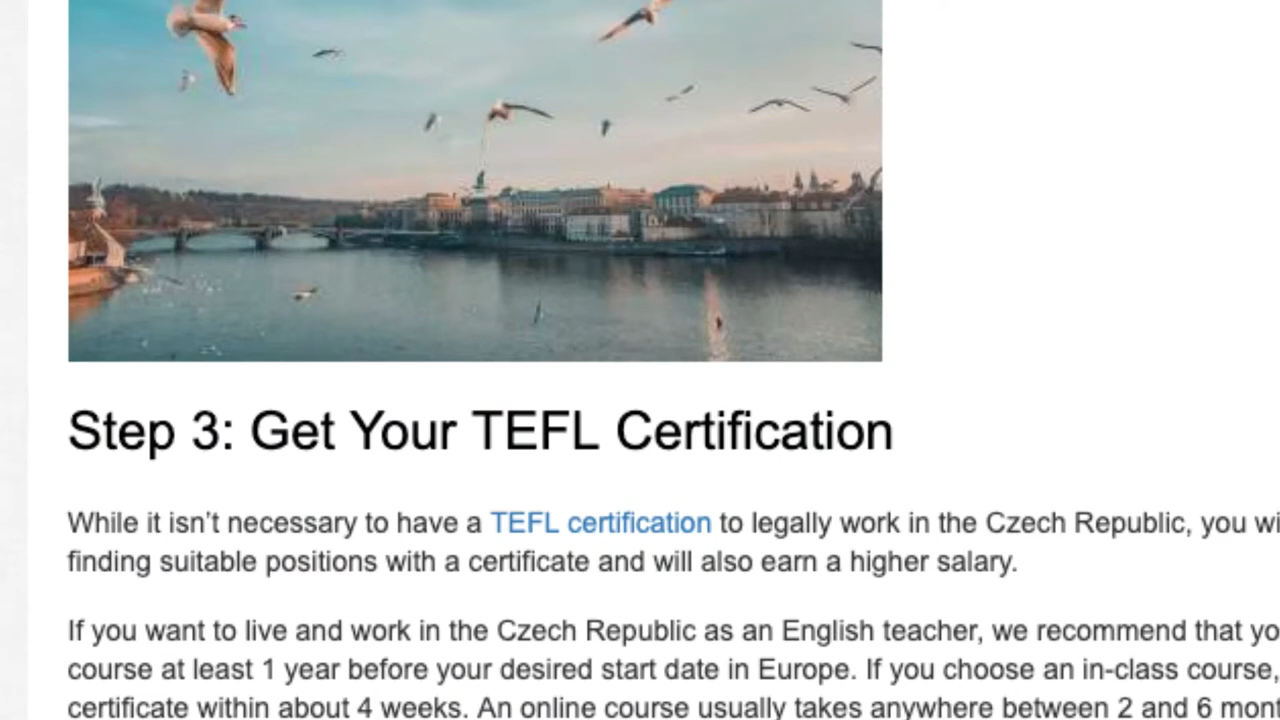 Step 3: Get Your TEFL Certification
While it isn’t necessary to have a TEFL certification to legally work in the Czech Republic, you
finding suitable positions with a certificate and will also earn a higher salary.
If you want to live and work in the Czech Republic as an English teacher, we recommend that
course at least 1 year before your desired start date in Europe. If you choose an in-class course,
certificate within about 4 weeks. An online course usually takes anywhere between 2 and 6